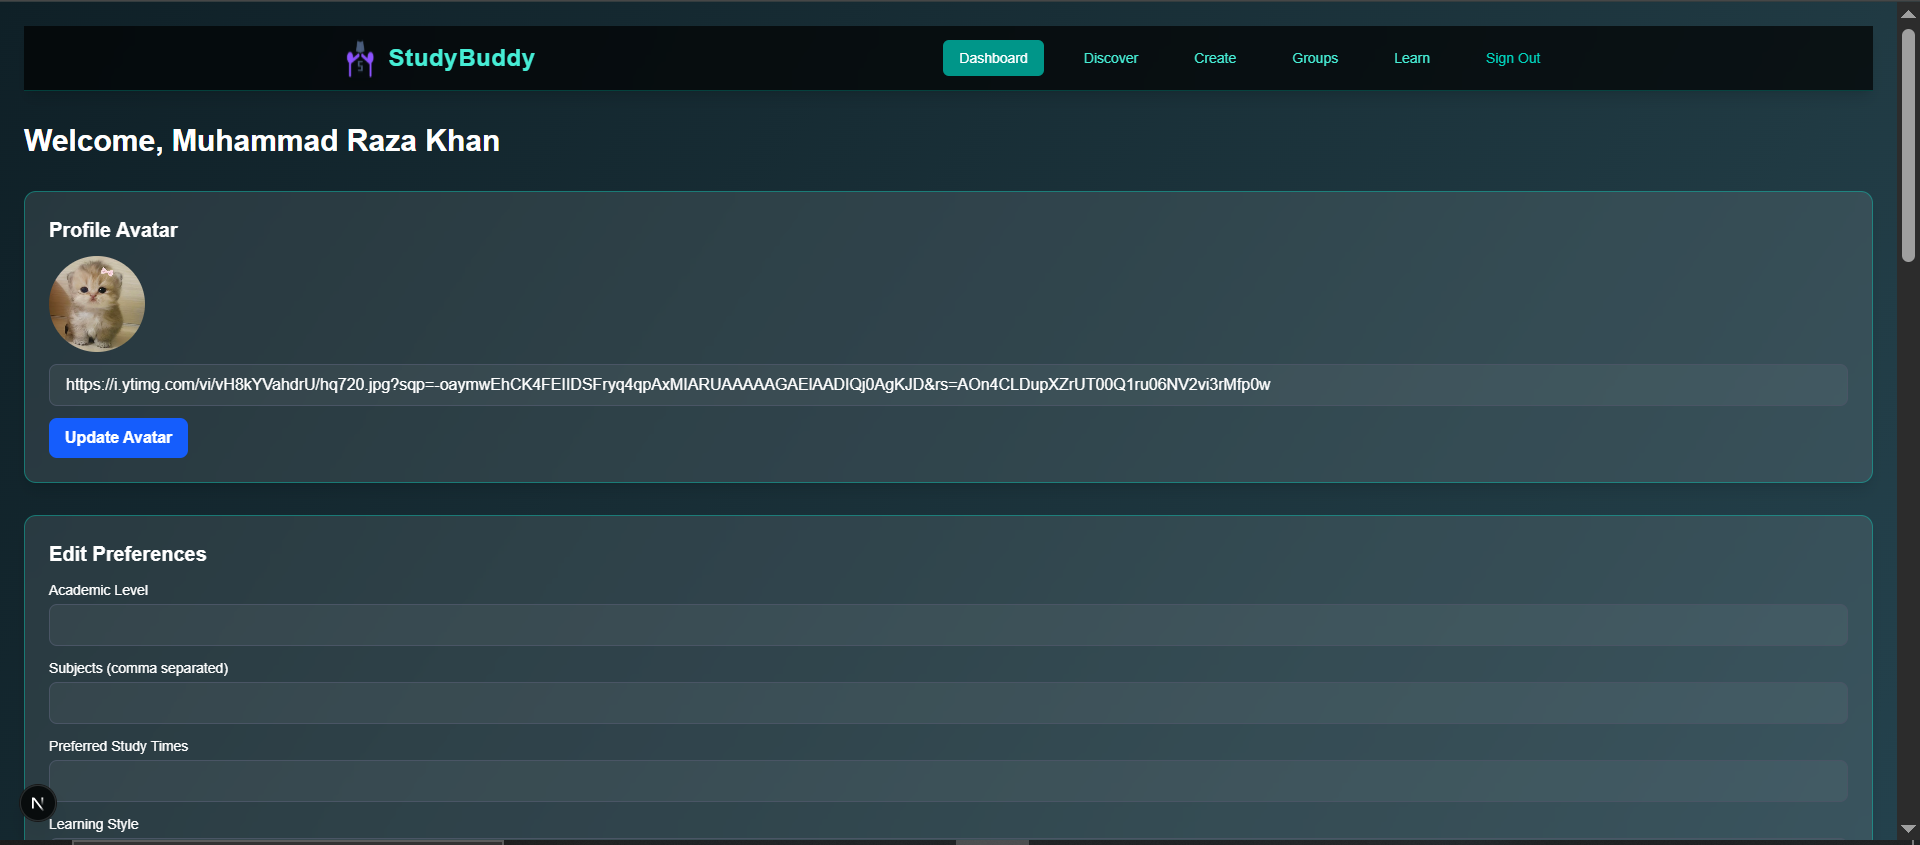 StudyBuddy
Dashboard
Discover
Create
Groups
Learn
Sign Out
Welcome, Muhammad Raza Khan
Profile Avatar
https://i.ytimg.com/vi/vH8kYVahdrU/hq720.jpg?sqp=-oaymwEhCK4FEIIDSFryq4qpAxMIARUAAAAAGAElAADIQj0AgKJD&rs=AOn4CLDupXZrUT00Q1ru06NV2vi3rMfp0w
Update Avatar
Edit Preferences
Academic Level
Subjects (comma separated)
Preferred Study Times
N
Learning Style